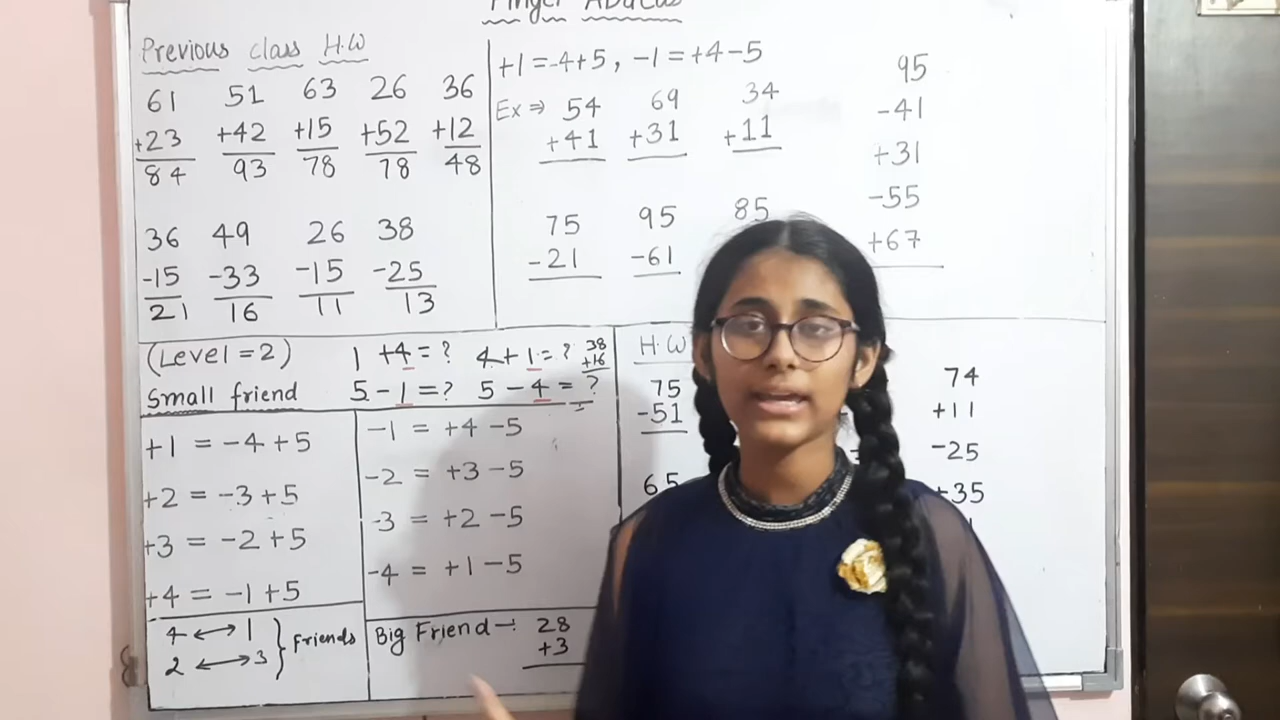 Finger Abacus
Previous class H.W
61 51 63 26 36
+23 +42 +15 +52 +12
84 93 78 78 48
36 49 26 38
-15 -33 -15 -25
21 16 11 13
+1 = -4+5, -1 = +4-5
Ex ⇒ 54 69 34
+41 +31 +11
75 95 85
-21 -61
95
-41
+31
-55
+67
(Level = 2) 1 +4 = ? 4+1 = ? 38
+16
Small friend 5 - 1 = ? 5 - 4 = ?
+1 = -4 +5
+2 = -3 +5
+3 = -2 +5
+4 = -1 +5
-1 = +4 -5
-2 = +3 -5
-3 = +2 -5
-4 = +1 -5
4 ↔ 1 } Friends
2 ↔ 3
Big Friend -: 28
+3
H.W
75
-51
65
74
+11
-25
+35